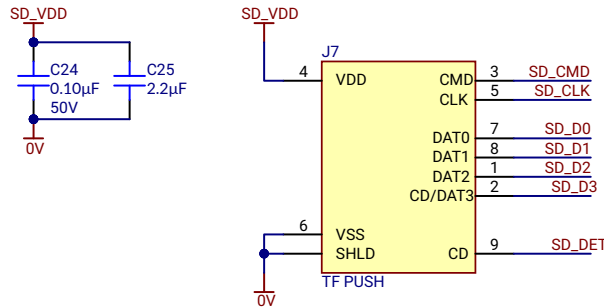 SD_VDD
C24
0.10µF
50V
C25
2.2µF
0V
SD_VDD
J7
4 VDD
CMD 3 SD_CMD
CLK 5 SD_CLK
DAT0 7 SD_D0
DAT1 8 SD_D1
DAT2 1 SD_D2
CD/DAT3 2 SD_D3
6 VSS
SHLD
CD 9 SD_DET
TF PUSH
0V